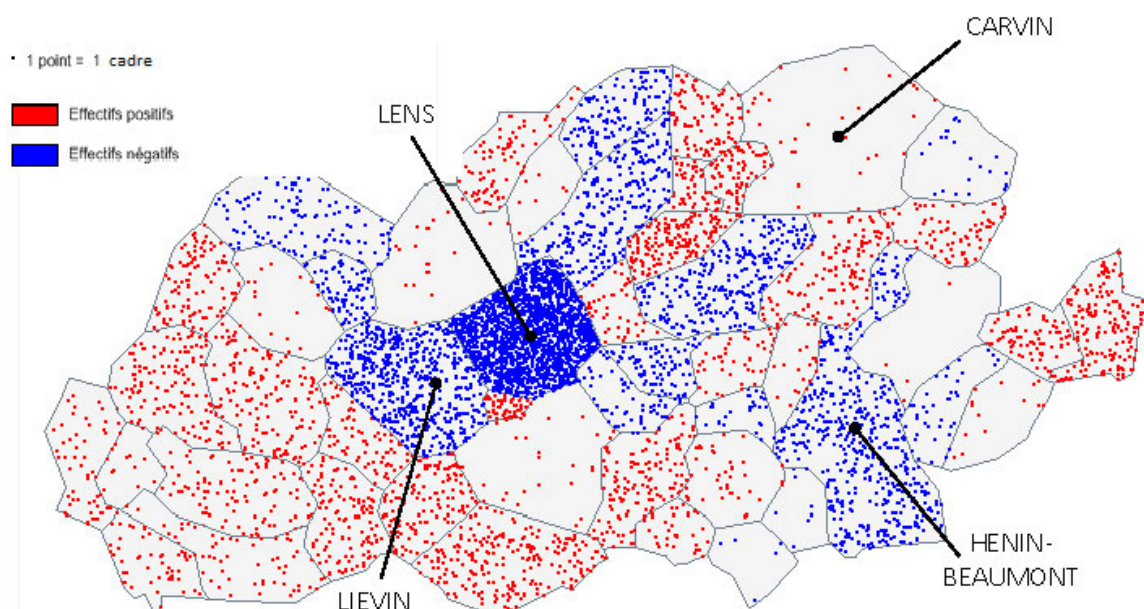 CARVIN
1 point = 1 cadre
LENS
Effectifs positifs
Effectifs négatifs
HENIN-
BEAUMONT
LIEVIN